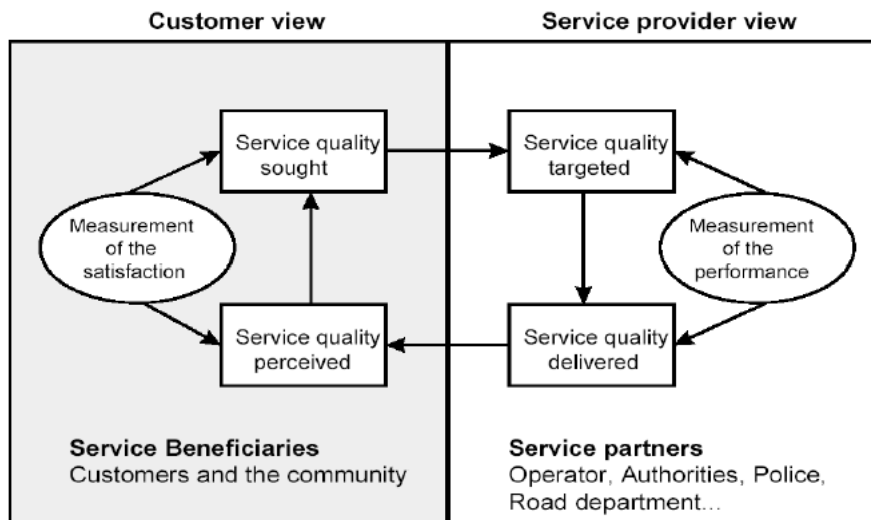 Customer view
Service provider view
Service quality
sought
Service quality
targeted
Measurement
of the
satisfaction
Measurement
of the
performance
Service quality
perceived
Service quality
delivered
Service Beneficiaries
Customers and the community
Service partners
Operator, Authorities, Police,
Road department...